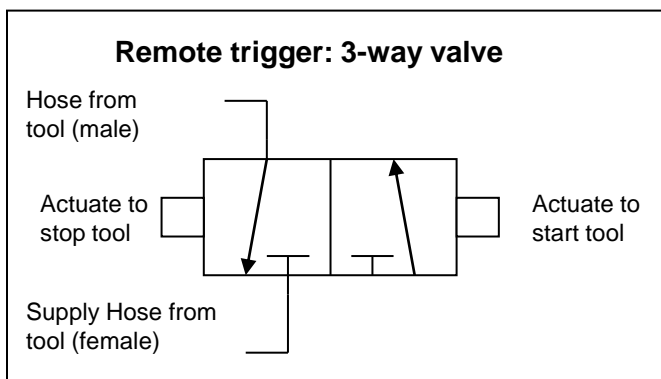 Remote trigger: 3-way valve
Hose from
tool (male)
Actuate to
stop tool
Actuate to
start tool
Supply Hose from
tool (female)